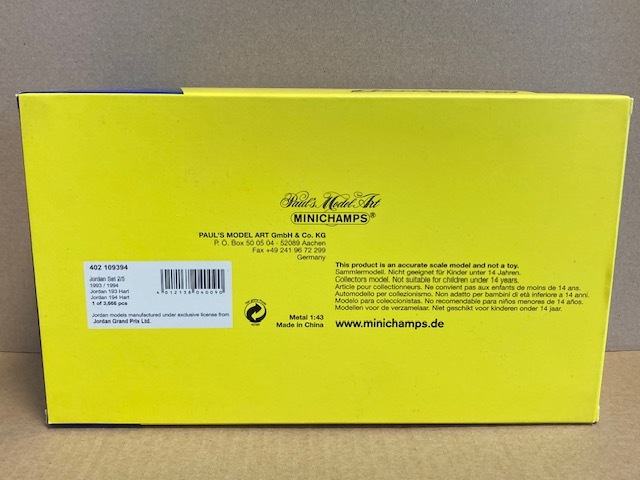 Paul's Model Art
MINICHAMPS®
PAUL'S MODEL ART GmbH & Co. KG
P. O. Box 50 05 04 - 52089 Aachen
Fax +49 241 96 72 299
Germany
402 109394
Jordan Set 2/5
1993 / 1994
Jordan 193 Hart
Jordan 194 Hart
1 of 3,666 pcs
4 012138 040090
Jordan models manufactured under exclusive license from
Jordan Grand Prix Ltd.
Metal 1:43
Made in China
This product is an accurate scale model and not a toy.
Sammlermodell. Nicht geeignet für Kinder unter 14 Jahren.
Collectors model. Not suitable for children under 14 years.
Article pour collectionneurs. Ne convient pas aux enfants de moins de 14 ans.
Automodello per collezionismo. Non adatto per bambini di età inferiore a 14 anni.
Modelo para coleccionistas. No recomendable para niños menores de 14 años.
Modellen voor de verzamelaar. Niet geschikt voor kinderen onder 14 jaar.
www.minichamps.de